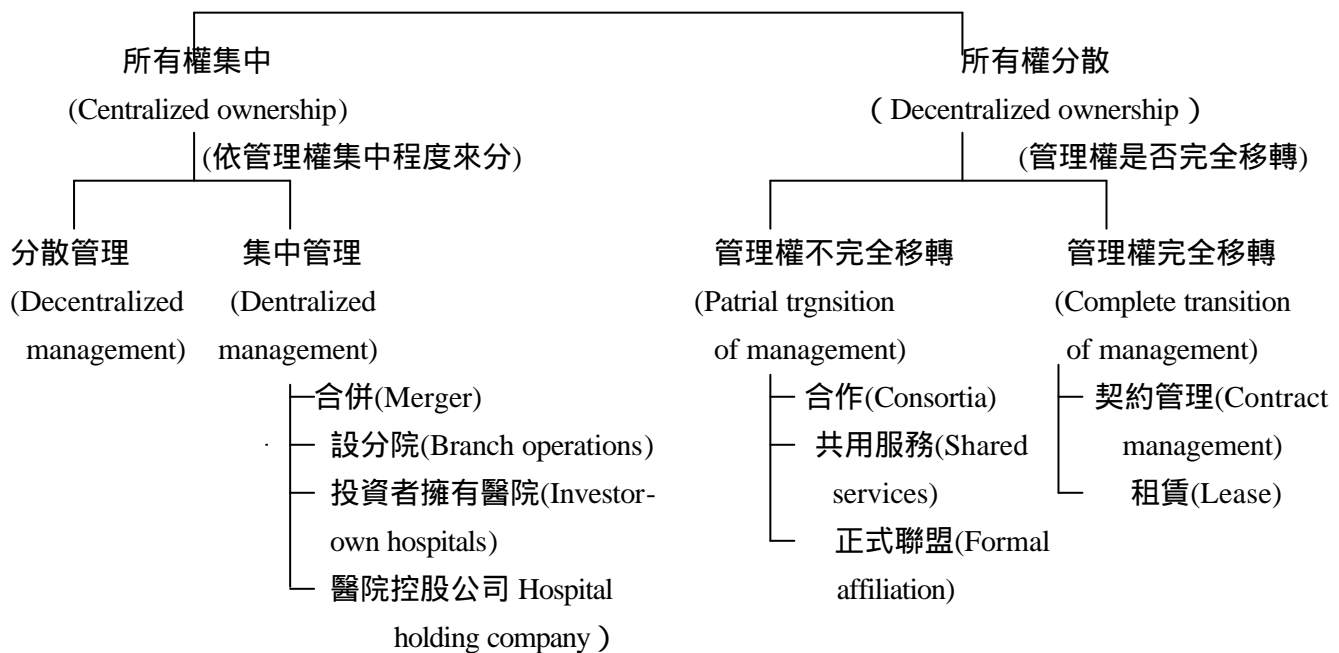 所有權集中
(Centralized ownership)
(依管理權集中程度來分)
分散管理
(Decentralized
management)
集中管理
(Dentralized
management)
合併(Merger)
設分院(Branch operations)
投資者擁有醫院(Investor-
own hospitals)
醫院控股公司 Hospital
holding company）
所有權分散
（Decentralized ownership）
(管理權是否完全移轉)
管理權不完全移轉
(Patrial trgnsition
of management)
合作(Consortia)
共用服務(Shared
services)
正式聯盟(Formal
affiliation)
管理權完全移轉
(Complete transition
of management)
契約管理(Contract
management)
租賃(Lease)